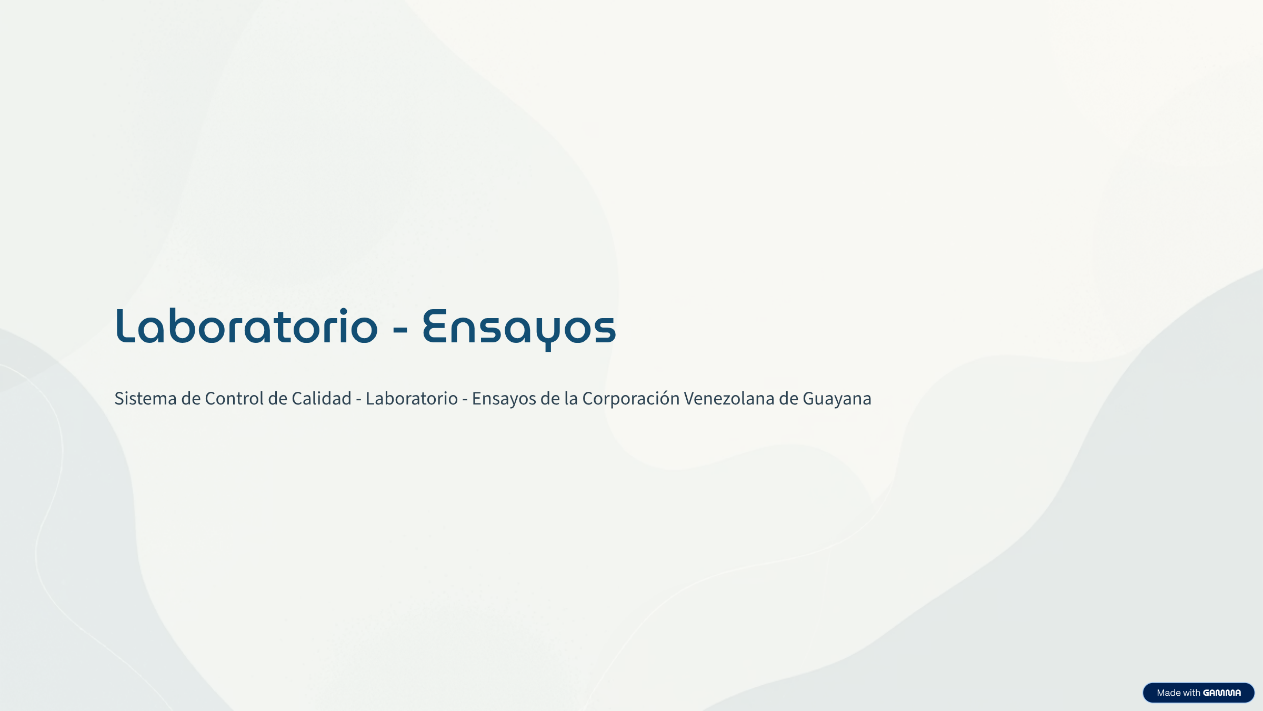 Laboratorio - Ensayos
Sistema de Control de Calidad - Laboratorio - Ensayos de la Corporación Venezolana de Guayana
Made with GAMMA